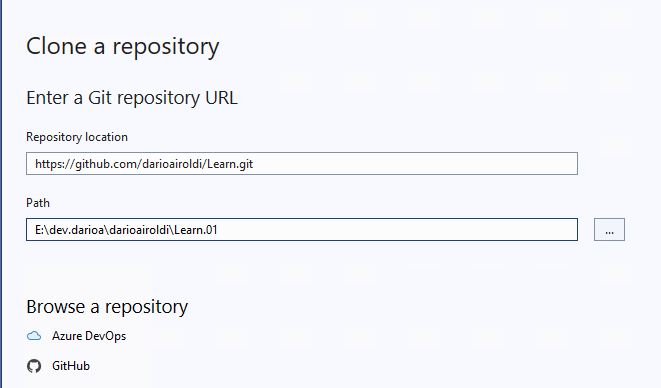 Clone a repository
Enter a Git repository URL
Repository location
https://github.com/darioairoldi/Learn.git
Path
E:\dev.darioa\darioairoldi\Learn.01
...
Browse a repository
Azure DevOps
GitHub